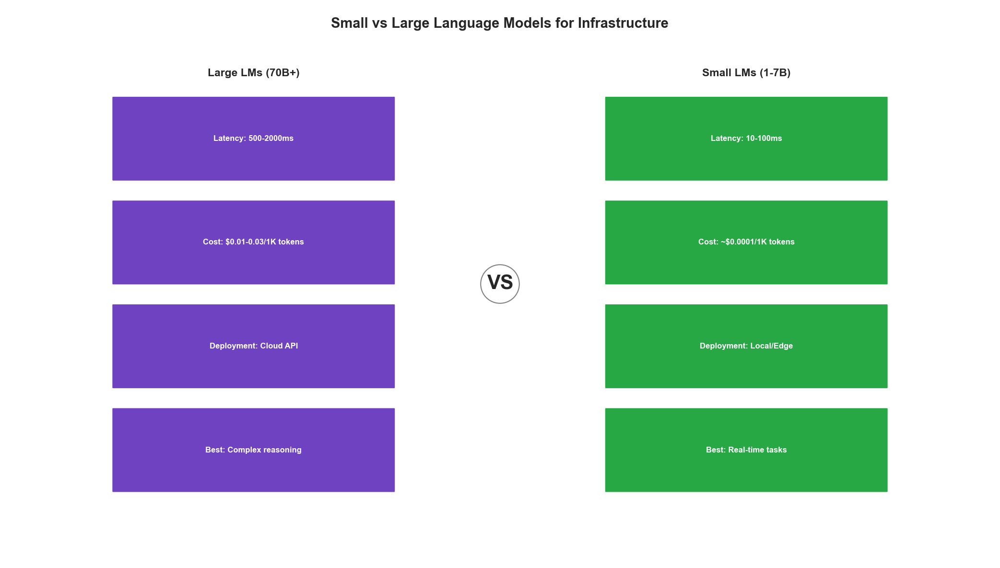 Small vs Large Language Models for Infrastructure
Large LMs (70B+)
Latency: 500-2000ms
Cost: $0.01-0.03/1K tokens
Deployment: Cloud API
Best: Complex reasoning
VS
Small LMs (1-7B)
Latency: 10-100ms
Cost: ~$0.0001/1K tokens
Deployment: Local/Edge
Best: Real-time tasks